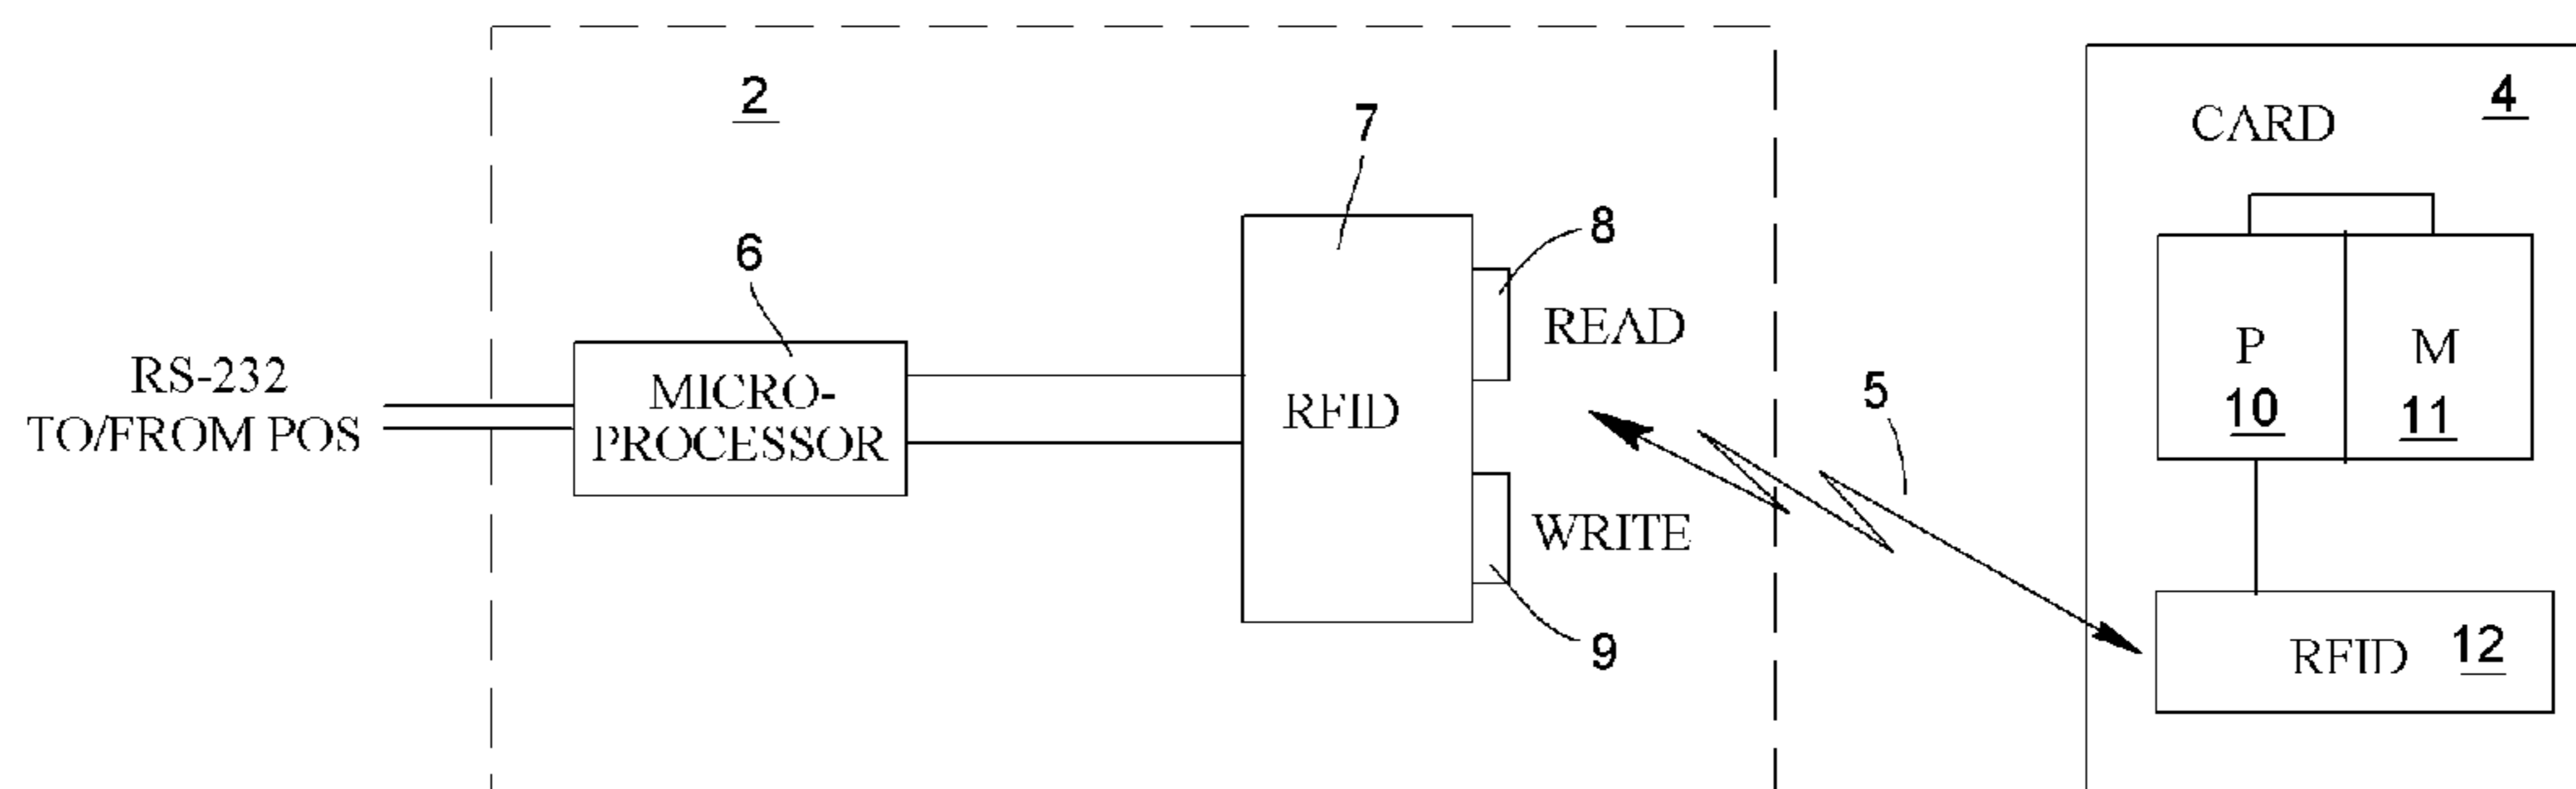 2
4
CARD
7
8
6
READ
RS-232
TO/FROM POS
MICRO-
PROCESSOR
RFID
5
P
10
M
11
WRITE
9
RFID 12